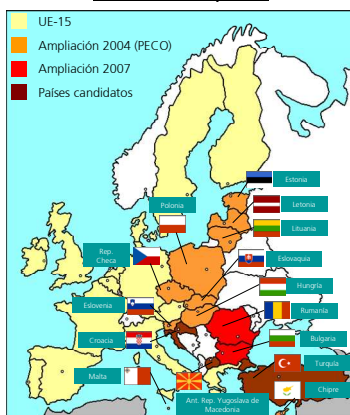 UE-15
Ampliación 2004 (PECO)
Ampliación 2007
Países candidatos
Estonia
Polonia
Letonia
Lituania
Rep.
Checa
Eslovaquia
Hungría
Eslovenia
Rumanía
Croacia
Bulgaria
Malta
Turquía
Chipre
Ant. Rep. Yugoslava de
Macedonia